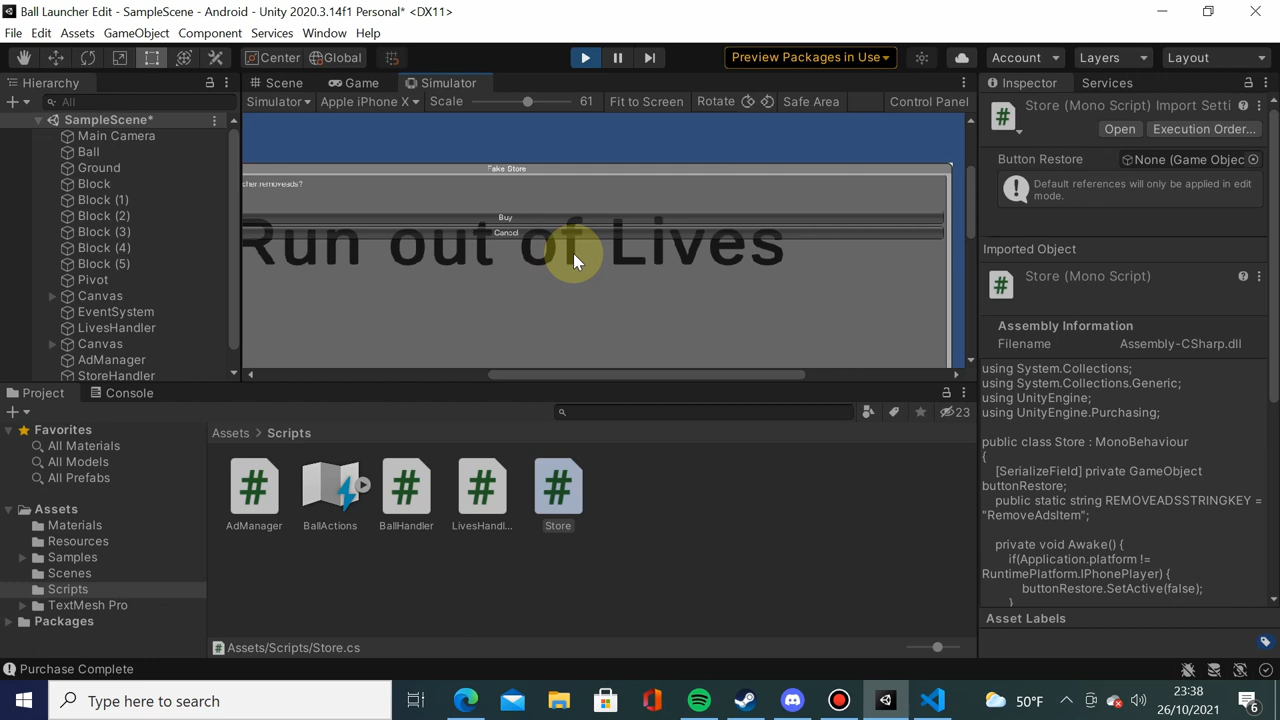 Ball Launcher Edit - SampleScene - Android - Unity 2020.3.14f1 Personal* <DX11>
File Edit Assets GameObject Component Services Window Help
Center Global Preview Packages in Use Account Layers Layout
Hierarchy
All
SampleScene*
Main Camera
Ball
Ground
Block
Block (1)
Block (2)
Block (3)
Block (4)
Block (5)
Pivot
Canvas
EventSystem
LivesHandler
Canvas
AdManager
StoreHandler
Scene Game Simulator
Simulator Apple iPhone X Scale 61 Fit to Screen Rotate Safe Area Control Panel
Fake Store
cher.removeads?
Buy
Cancel
Run out of Lives
Inspector Services
Store (Mono Script) Import Setti
Open Execution Order...
Button Restore None (Game Objec
Default references will only be applied in edit
mode.
Imported Object
Store (Mono Script)
Assembly Information
Filename Assembly-CSharp.dll
using System.Collections;
using System.Collections.Generic;
using UnityEngine;
using UnityEngine.Purchasing;
public class Store : MonoBehaviour
{
[SerializeField] private GameObject
buttonRestore;
public static string REMOVEADSSTRINGKEY =
"RemoveAdsItem";
private void Awake() {
if(Application.platform !=
RuntimePlatform.IPhonePlayer) {
buttonRestore.SetActive(false);
}
Asset Labels
Project Console
23
Favorites
All Materials
All Models
All Prefabs
Assets
Materials
Resources
Samples
Scenes
Scripts
TextMesh Pro
Packages
Assets > Scripts
AdManager BallActions BallHandler LivesHandl... Store
Assets/Scripts/Store.cs
Purchase Complete
Type here to search
50°F
23:38
26/10/2021
6